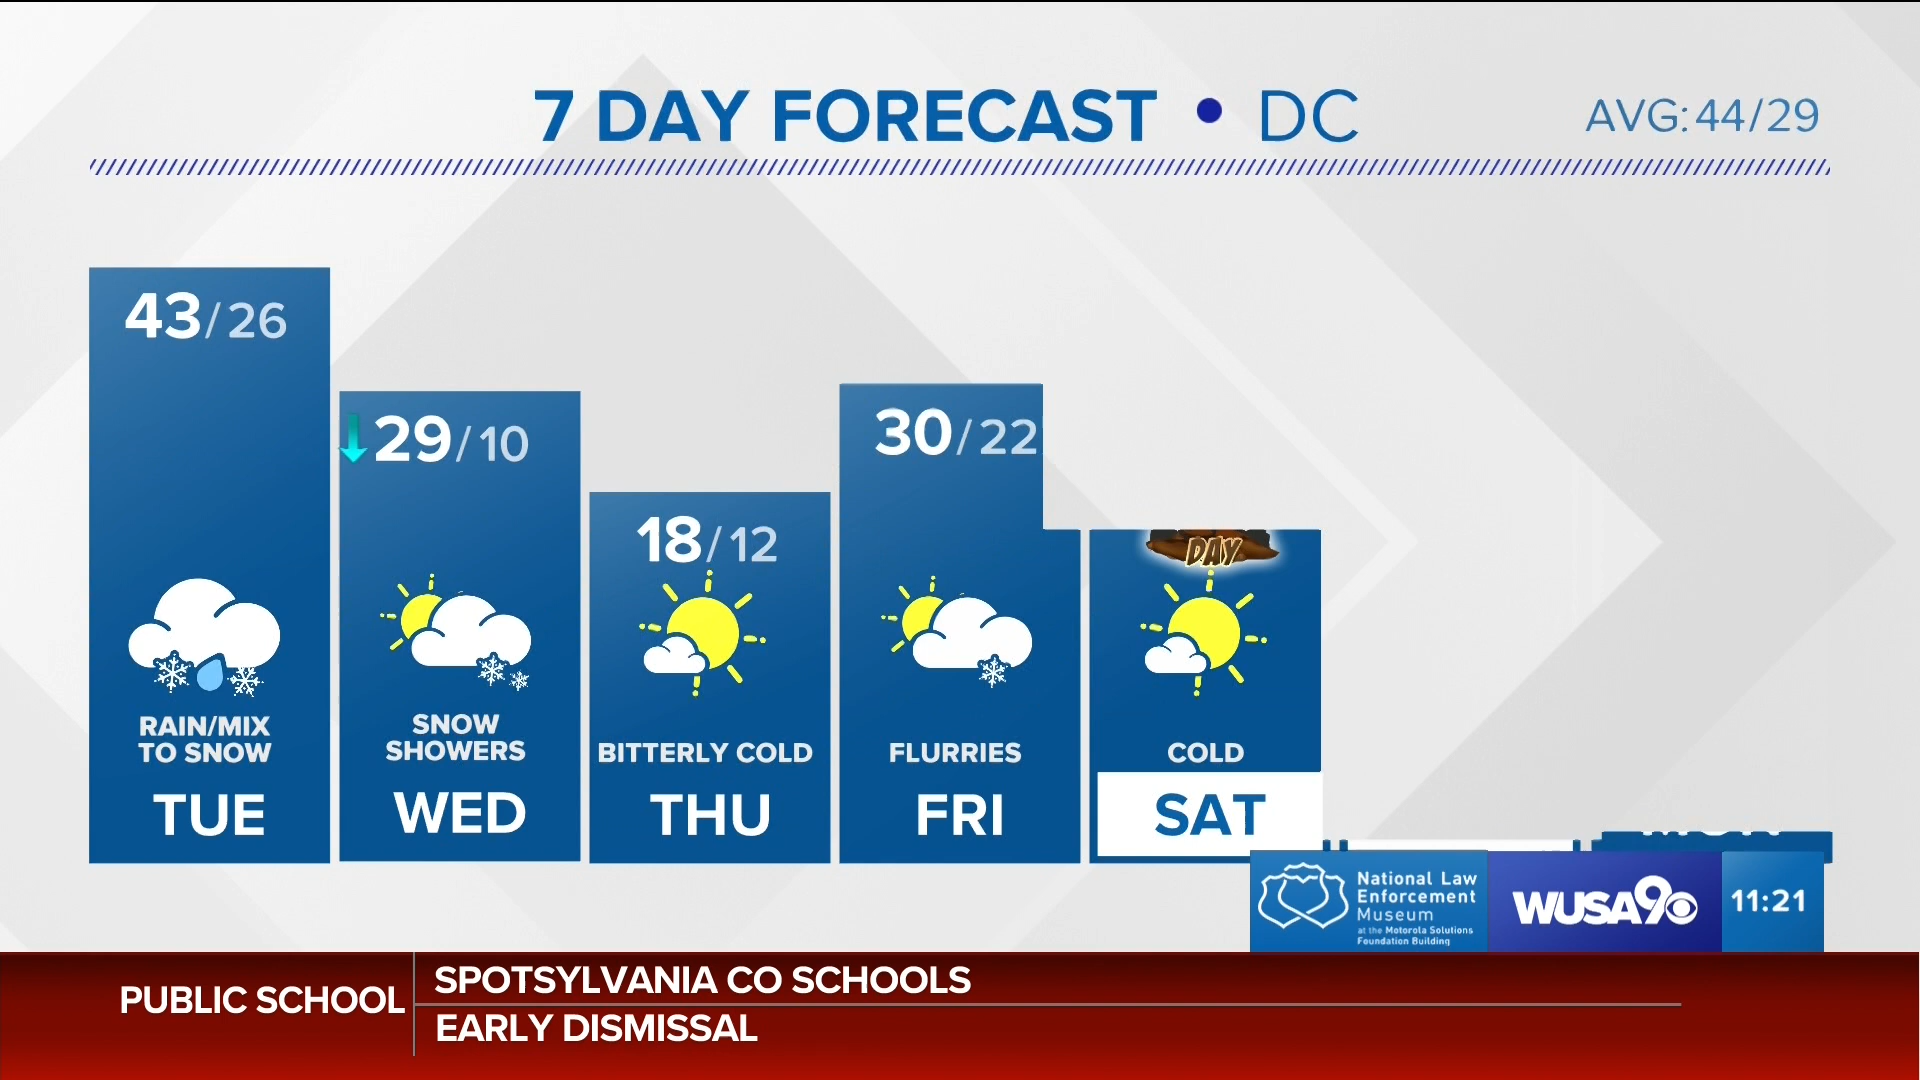 7 DAY FORECAST • DC
AVG: 44/29
43/26
RAIN/MIX
TO SNOW
TUE
29/10
SNOW
SHOWERS
WED
18/12
BITTERLY COLD
THU
30/22
FLURRIES
FRI
DAY
COLD
SAT
National Law
Enforcement
Museum
at the Motorola Solutions
Foundation Building
WUSA9
11:21
PUBLIC SCHOOL
SPOTSYLVANIA CO SCHOOLS
EARLY DISMISSAL